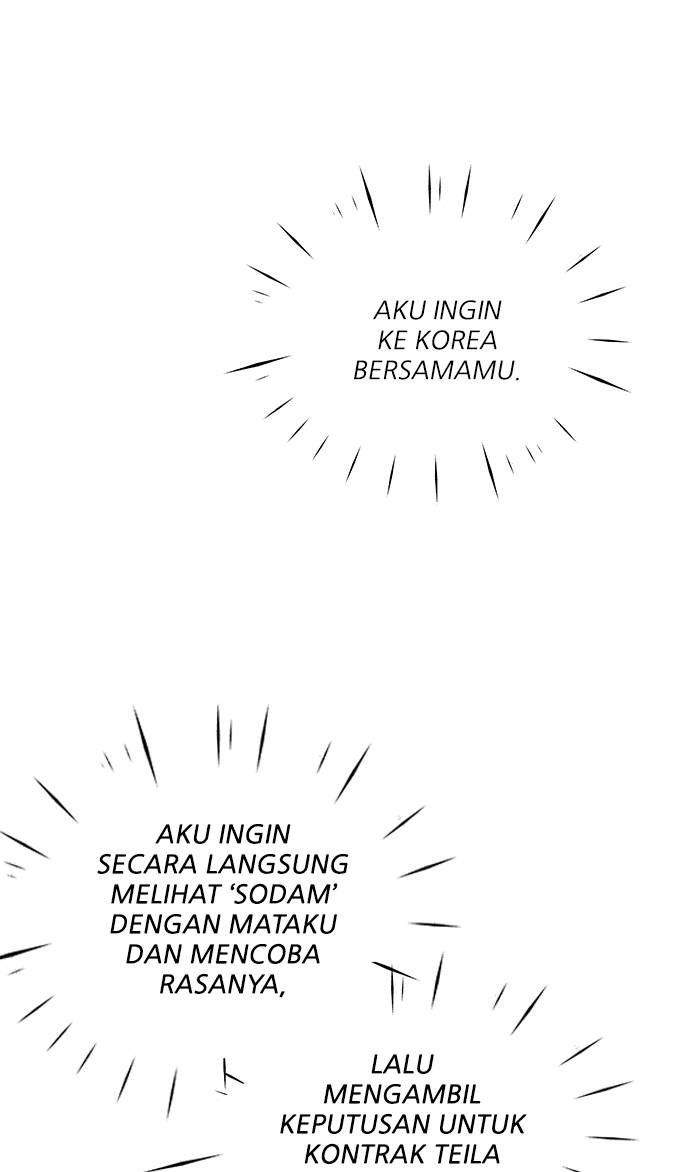 AKU INGIN
KE KOREA
BERSAMAMU.
AKU INGIN
SECARA LANGSUNG
MELIHAT ‘SODAM’
DENGAN MATAKU
DAN MENCOBA
RASANYA,
LALU
MENGAMBIL
KEPUTUSAN UNTUK
KONTRAK TEILA